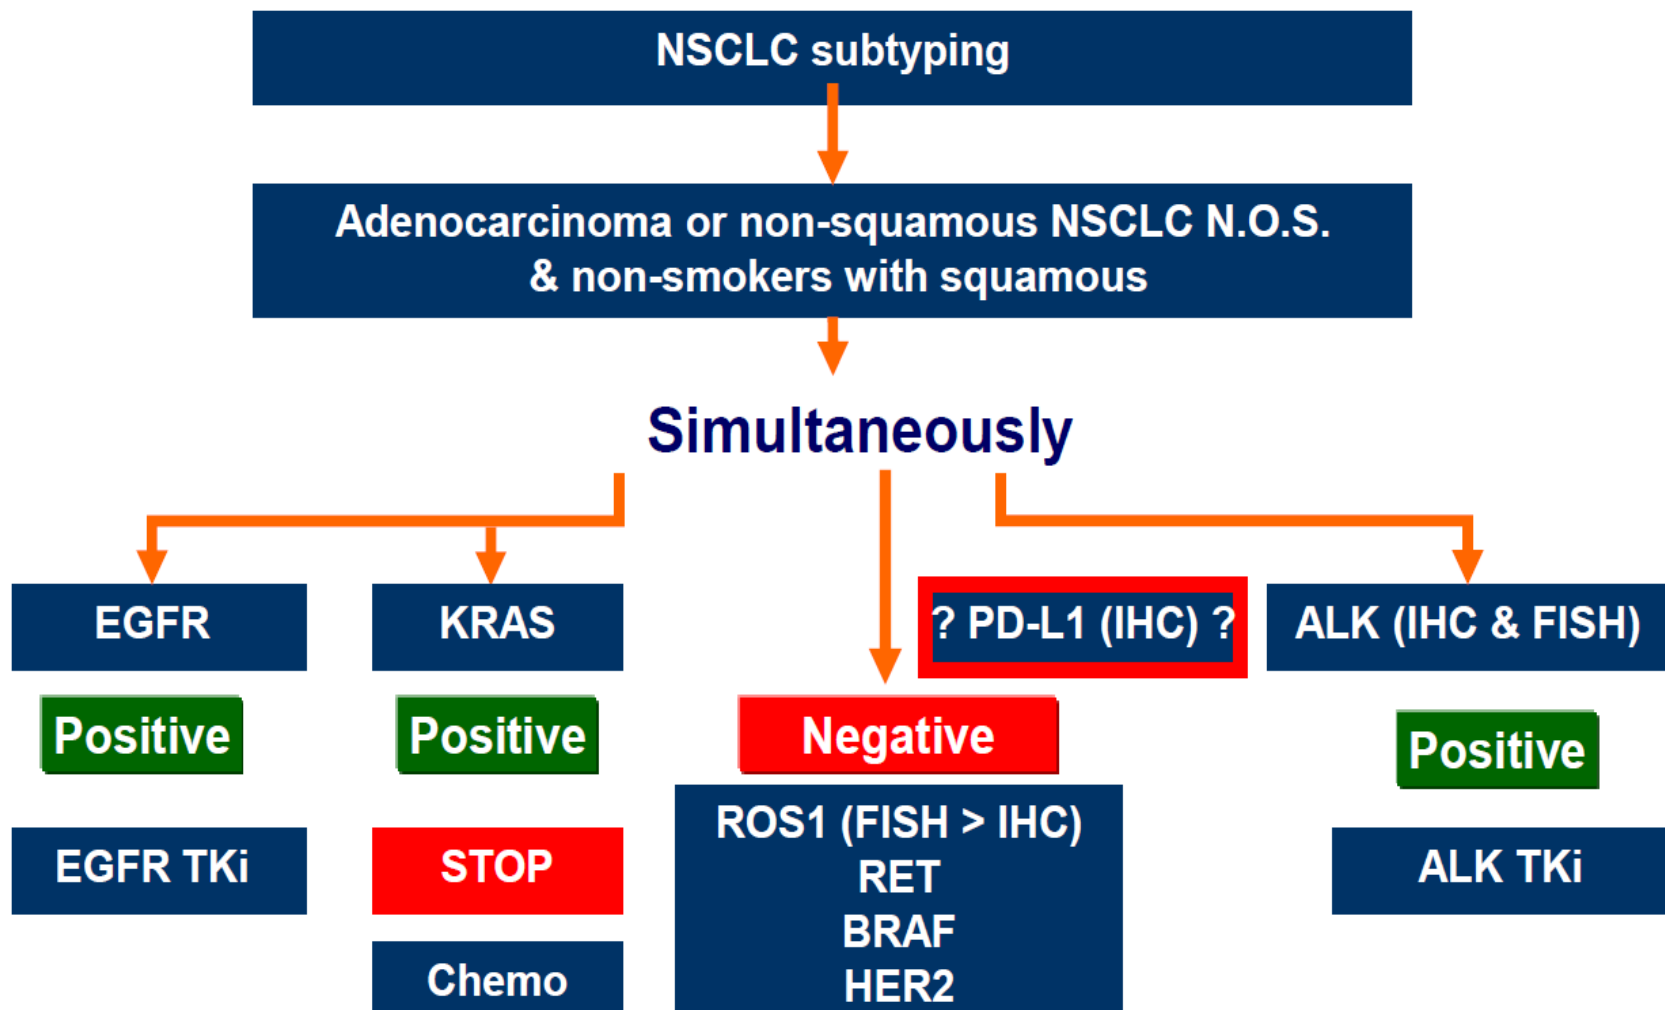 NSCLC subtyping
Adenocarcinoma or non-squamous NSCLC N.O.S.
& non-smokers with squamous
Simultaneously
EGFR
KRAS
? PD-L1 (IHC) ?
ALK (IHC & FISH)
Positive
Positive
Negative
Positive
EGFR TKi
STOP
Chemo
ROS1 (FISH > IHC)
RET
BRAF
HER2
ALK TKi